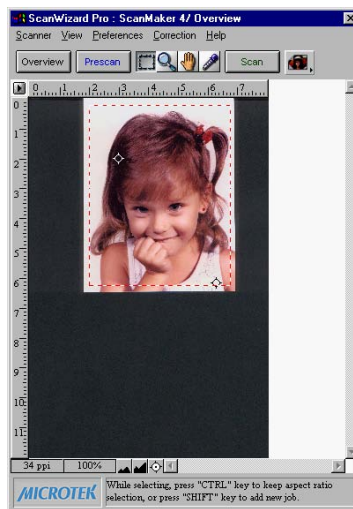 ScanWizard Pro : ScanMaker 4/ Overview
Scanner View Preferences Correction Help
Overview Prescan Scan
0 1 2 3 4 5 6 7
0
1
2
3
4
5
6
7
8
9
10
11
34 ppi 100%
MICROTEK
While selecting, press "CTRL" key to keep aspect ratio
selection, or press "SHIFT" key to add new job.